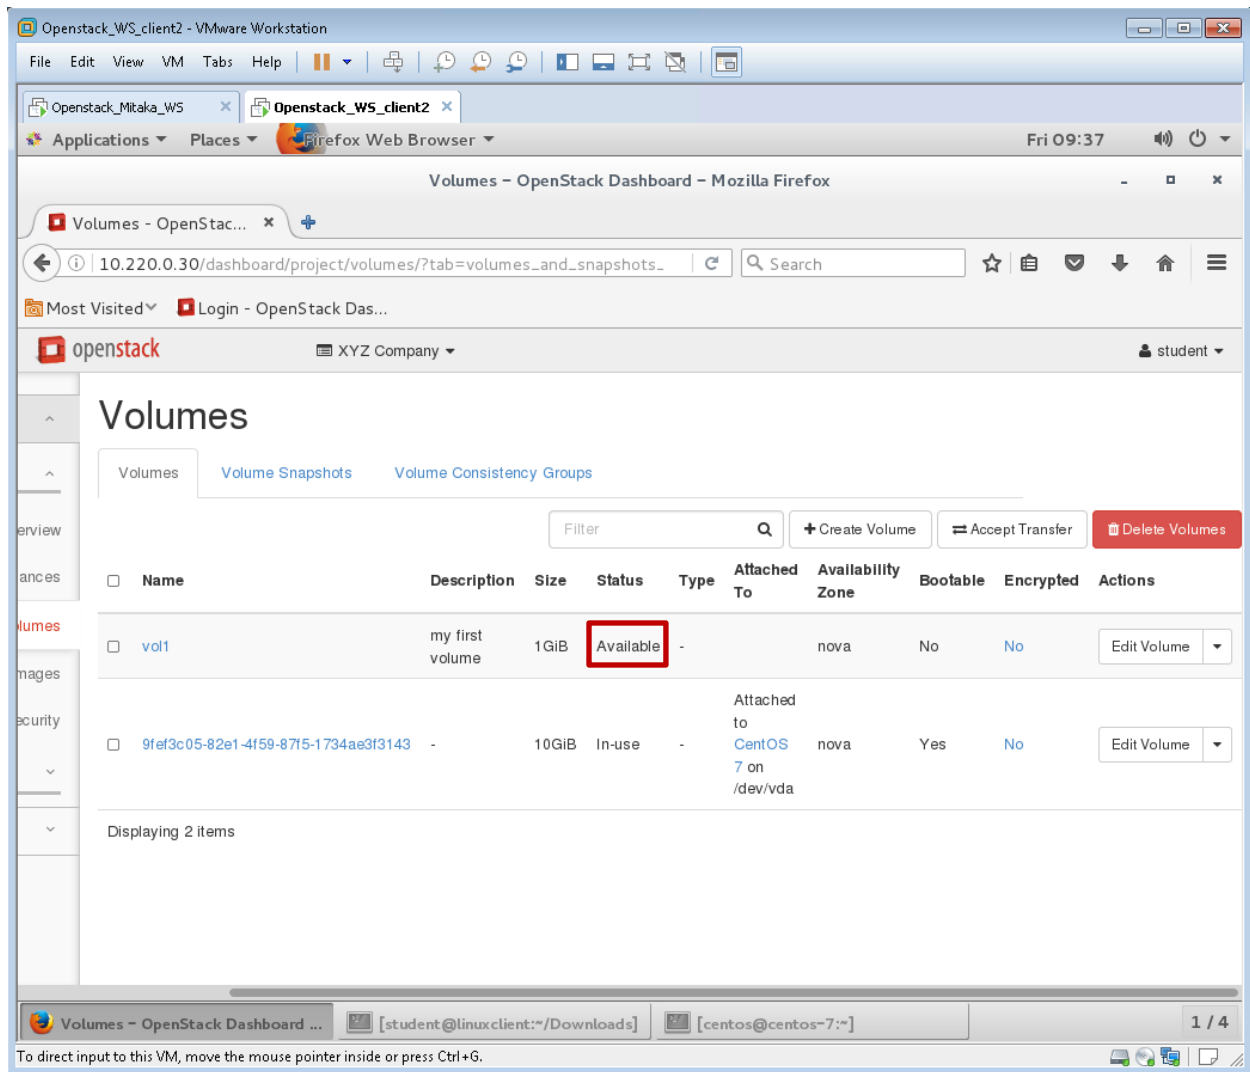 Openstack_WS_client2 - VMware Workstation
File Edit View VM Tabs Help
Openstack_Mitaka_WS
Openstack_WS_client2
Applications Places Firefox Web Browser Fri 09:37
Volumes - OpenStack Dashboard - Mozilla Firefox
Volumes - OpenStac...
10.220.0.30/dashboard/project/volumes/?tab=volumes_and_snapshots_
Search
Most Visited Login - OpenStack Das...
openstack XYZ Company student
Volumes
Volumes Volume Snapshots Volume Consistency Groups
erview
Filter Create Volume Accept Transfer Delete Volumes
ances
Name Description Size Status Type Attached To Availability Zone Bootable Encrypted Actions
lumes
vol1 my first volume 1GiB Available - nova No No Edit Volume
mages
ecurity
9fef3c05-82e1-4f59-87f5-1734ae3f3143 - 10GiB In-use - Attached to CentOS 7 on /dev/vda nova Yes No Edit Volume
Displaying 2 items
Volumes - OpenStack Dashboard ... [student@linuxclient:~/Downloads] [centos@centos-7:~] 1 / 4
To direct input to this VM, move the mouse pointer inside or press Ctrl+G.